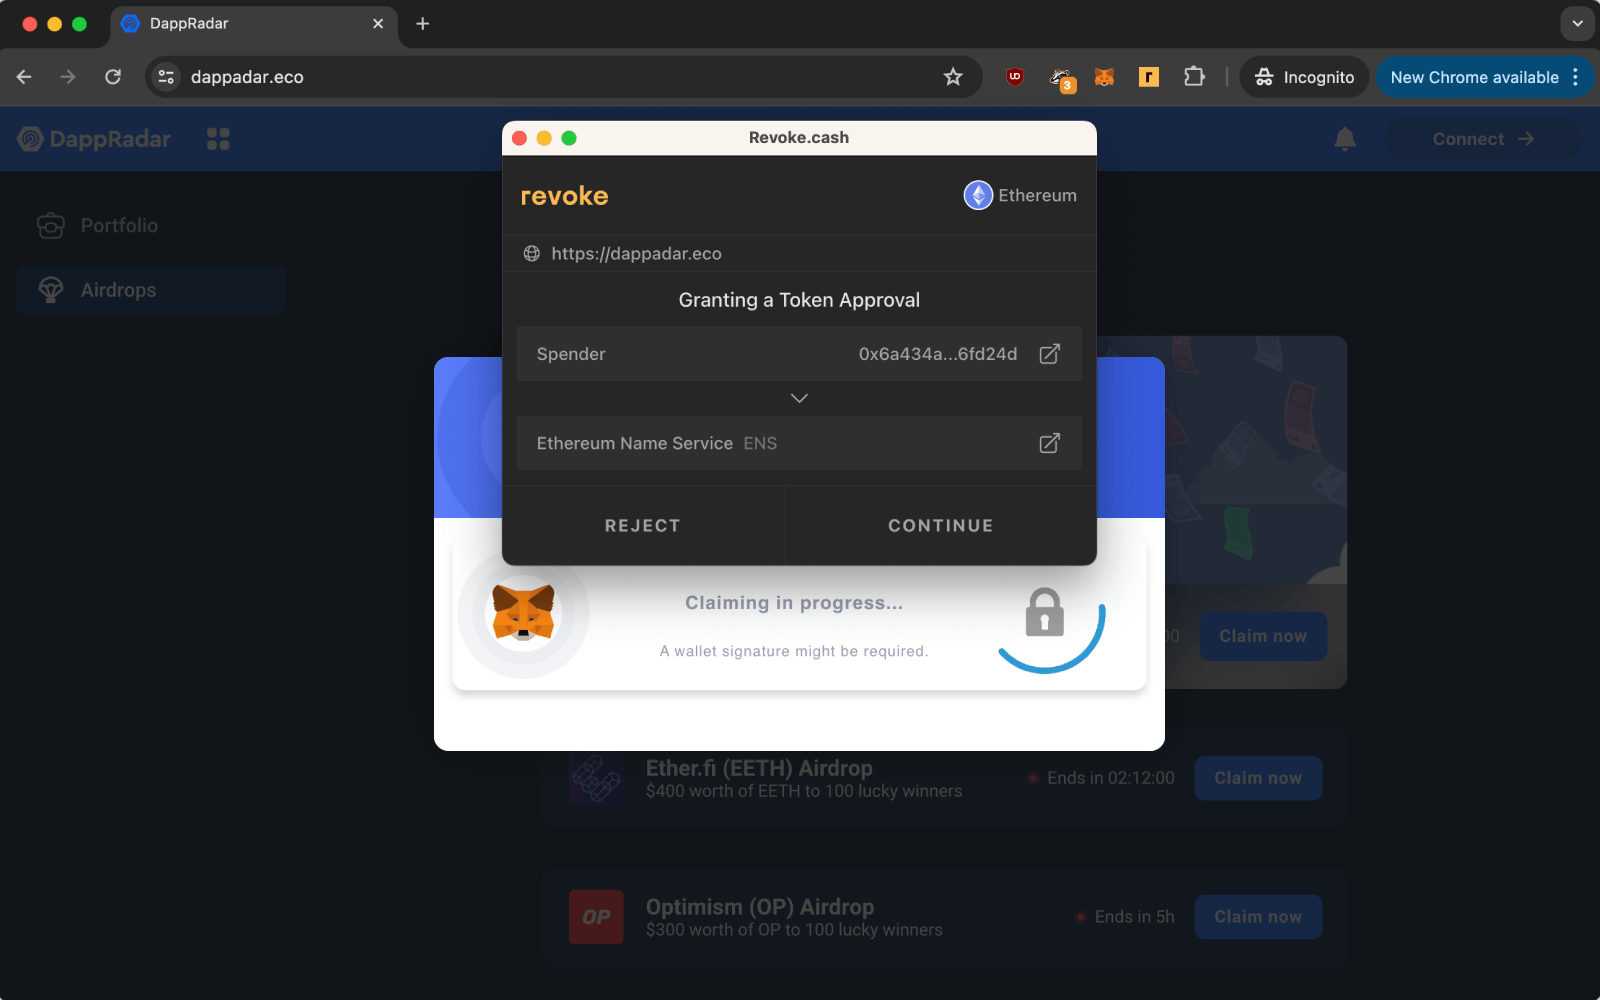 DappRadar
dappadar.eco
UD
3
r
Incognito
New Chrome available
DappRadar
Connect
Portfolio
Airdrops
Revoke.cash
revoke
Ethereum
https://dappadar.eco
Granting a Token Approval
Spender 0x6a434a...6fd24d
Ethereum Name Service ENS
REJECT CONTINUE
Claiming in progress...
A wallet signature might be required.
00 Claim now
Ether.fi (EETH) Airdrop
$400 worth of EETH to 100 lucky winners
Ends in 02:12:00
Claim now
OP
Optimism (OP) Airdrop
$300 worth of OP to 100 lucky winners
Ends in 5h
Claim now